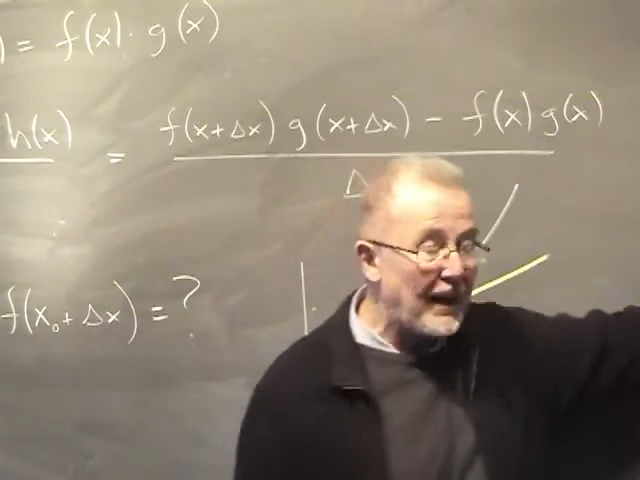 ) = f(x) · g(x)
h(x) = f(x+Δx) g(x+Δx) - f(x) g(x)
Δ
f(x₀+Δx) = ?